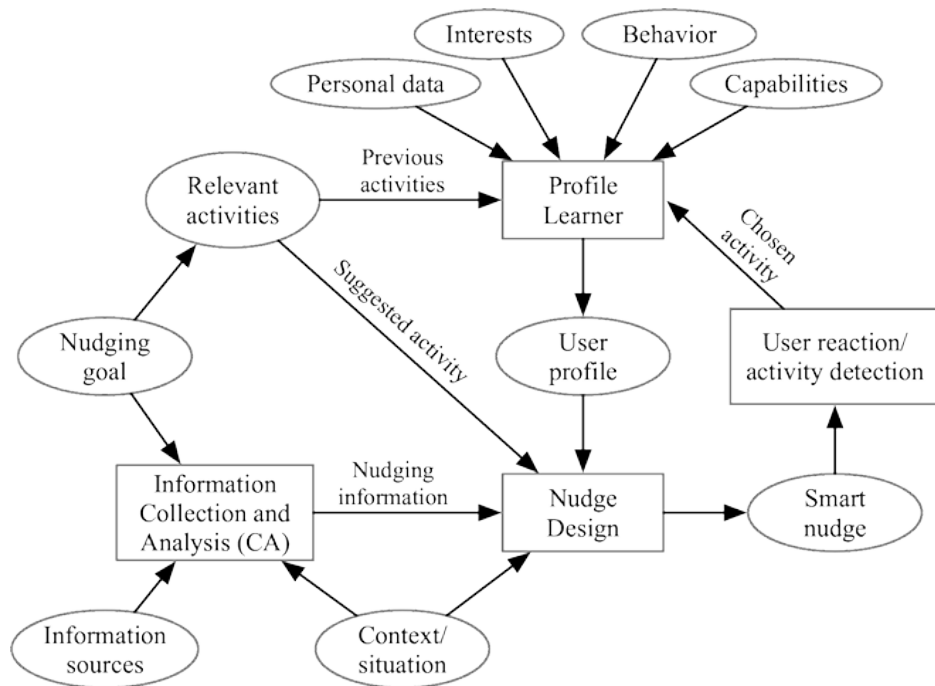 Interests
Behavior
Personal data
Capabilities
Relevant
activities
Previous
activities
Profile
Learner
Chosen
activity
Suggested activity
Nudging
goal
User
profile
User reaction/
activity detection
Information
Collection and
Analysis (CA)
Nudging
information
Nudge
Design
Smart
nudge
Information
sources
Context/
situation